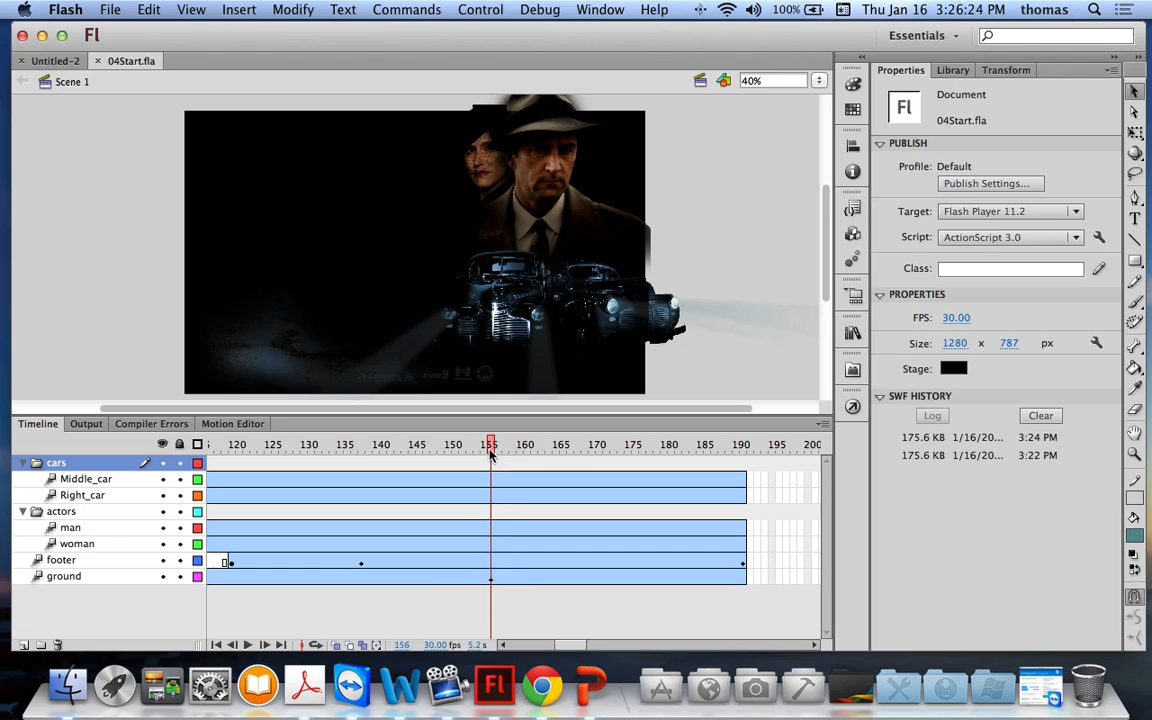 Flash File Edit View Insert Modify Text Commands Control Debug Window Help 100% Thu Jan 16 3:26:24 PM thomas
Fl Essentials
× Untitled-2 × 04Start.fla
Scene 1 40%
Properties Library Transform
Fl Document
04Start.fla
PUBLISH
Profile: Default
Publish Settings...
Target: Flash Player 11.2
Script: ActionScript 3.0
Class:
PROPERTIES
FPS: 30.00
Size: 1280 x 787 px
Stage:
SWF HISTORY
Log Clear
175.6 KB 1/16/20... 3:24 PM
175.6 KB 1/16/20... 3:22 PM
Timeline Output Compiler Errors Motion Editor
120 125 130 135 140 145 150 155 160 165 170 175 180 185 190 195 200
cars
Middle_car
Right_car
actors
man
woman
footer
ground
156 30.00 fps 5.2 s
Fl